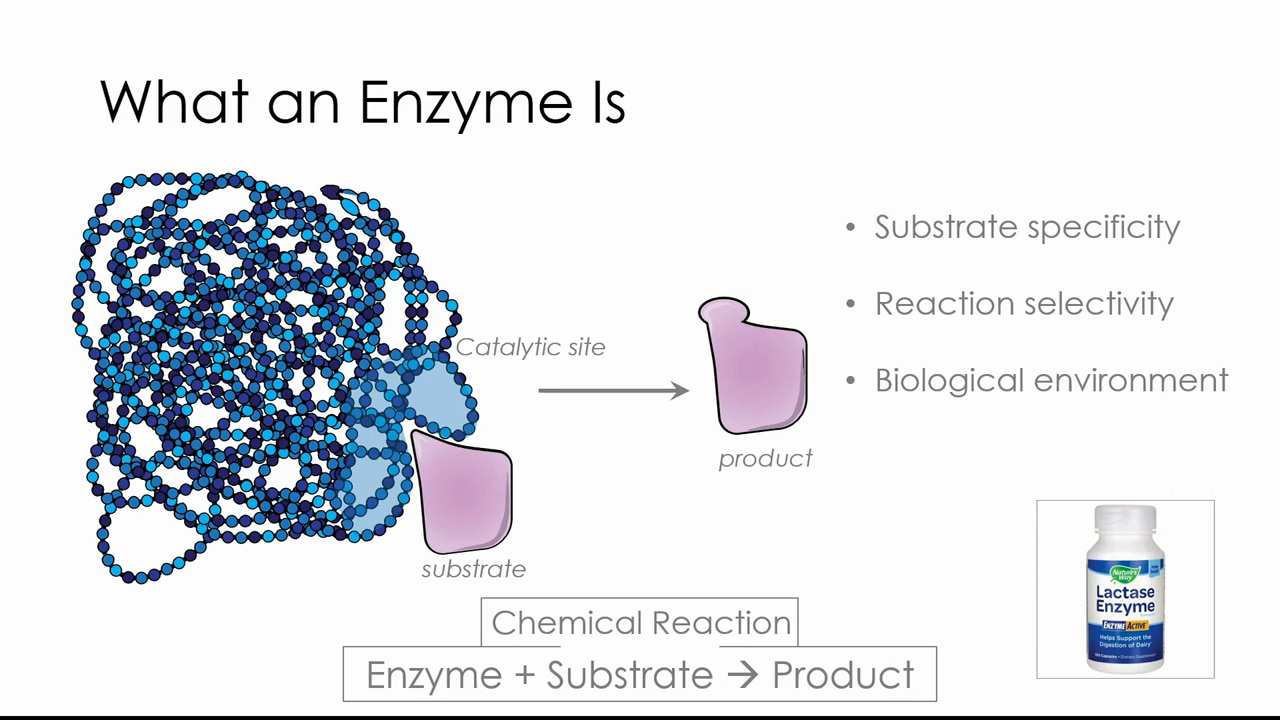 What an Enzyme Is
Catalytic site
product
substrate
• Substrate specificity
• Reaction selectivity
• Biological environment
Chemical Reaction
Enzyme + Substrate → Product
Nature's Way
Lactase
Enzyme
ENZYME ACTIVE
Helps Support the
Digestion of Dairy